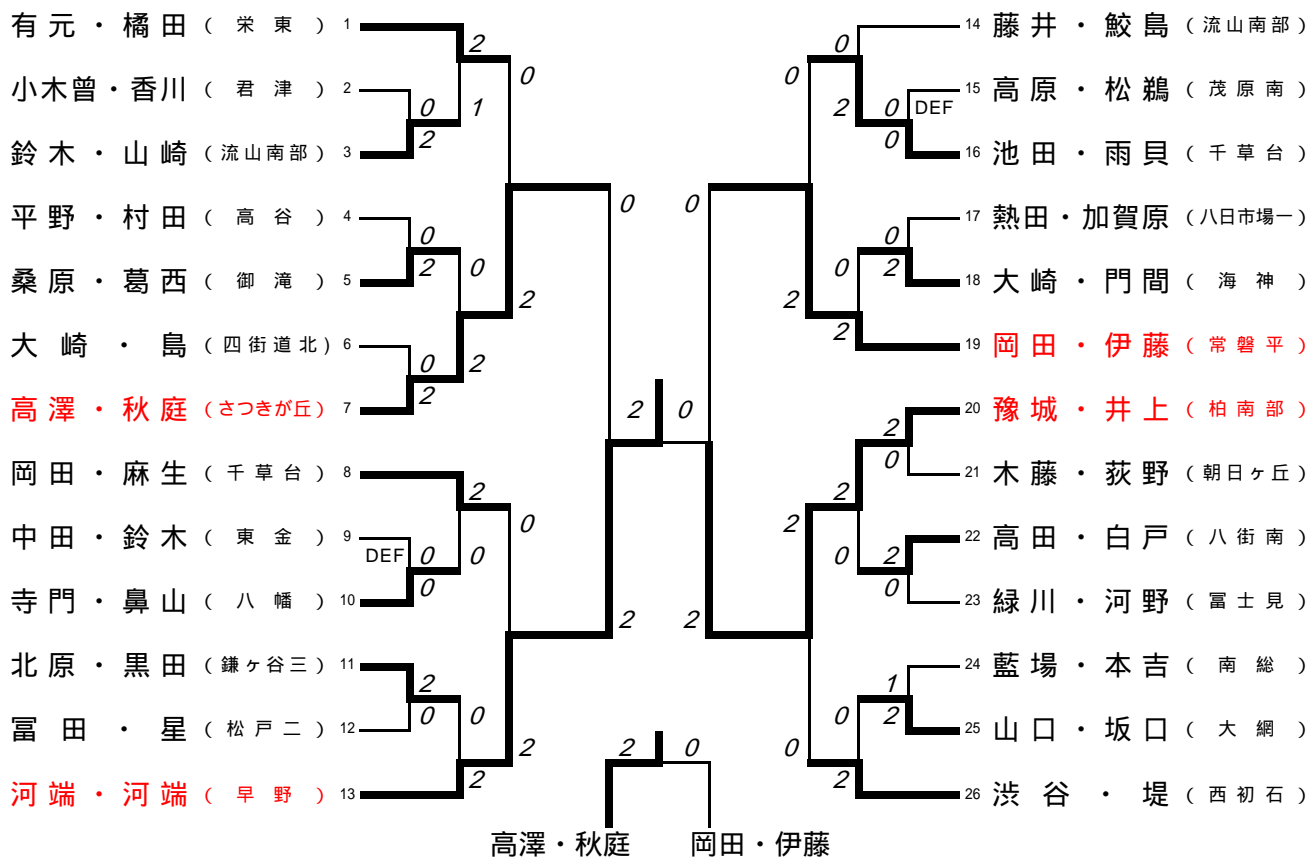 有元・橘田 （ 栄東 ） 1
小木曽・香川 （ 君津 ） 2
鈴木・山崎 （流山南部） 3
平野・村田 （ 高谷 ） 4
桑原・葛西 （ 御滝 ） 5
大崎・島 （四街道北) 6
高澤・秋庭 （さつきが丘） 7
岡田・麻生 （ 千草台 ） 8
中田・鈴木 （ 東金 ） 9
寺門・鼻山 （ 八幡 ） 10
北原・黒田 （鎌ヶ谷三） 11
冨田・星 （ 松戸二 ） 12
河端・河端 （ 早野 ） 13
2
0
1
0
2
0
2
0
2
0
2
2
2
0
DEF
0
0
0
2
0
0
2
2
0
2
2
0
2
0
高澤・秋庭
岡田・伊藤
14 藤井・鮫島 （流山南部）
15 高原・松鵜 （ 茂原南 ）
16 池田・雨貝 （ 千草台 ）
17 熱田・加賀原 （八日市場一）
18 大崎・門間 （ 海神 ）
19 岡田・伊藤 （ 常磐平 ）
20 豫城・井上 （ 柏南部 ）
21 木藤・荻野 （朝日ヶ丘）
22 高田・白戸 （ 八街南 ）
23 緑川・河野 （ 冨士見 ）
24 藍場・本吉 （ 南総 ）
25 山口・坂口 （ 大網 ）
26 渋谷・堤 （ 西初石 ）
0
0
2
0
DEF
0
0
0
0
2
2
2
0
2
0
2
2
0
2
2
1
0
2
0
2